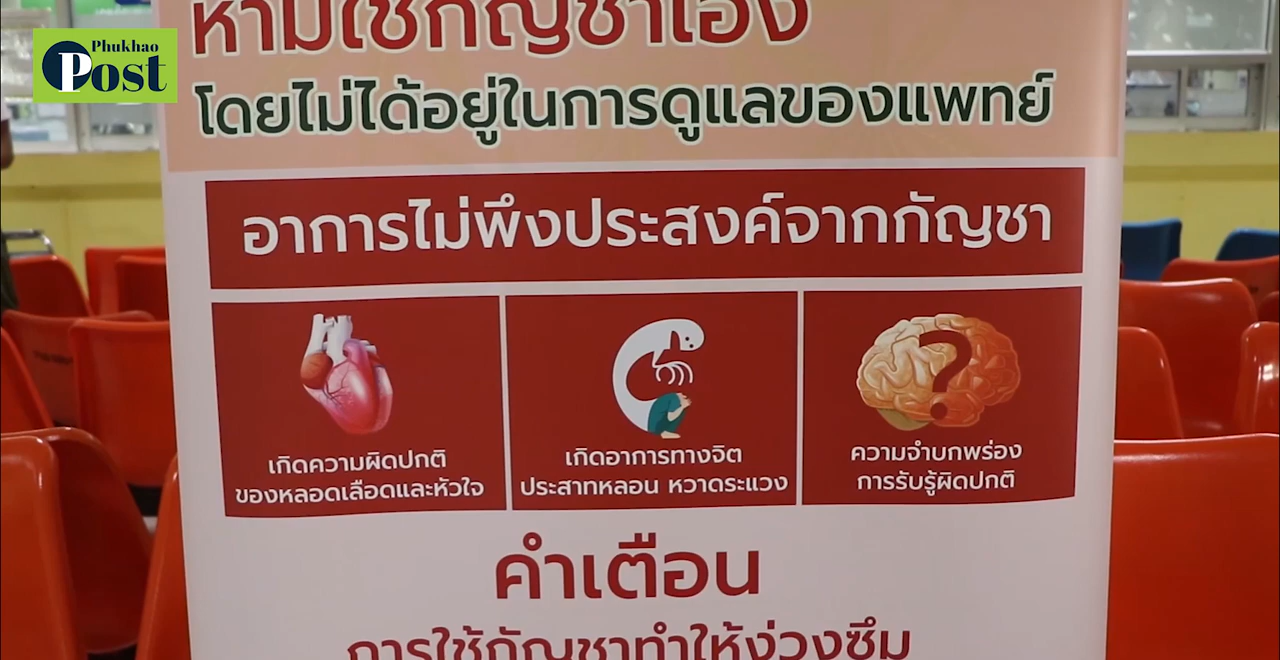 Phukhao
Post
ห้ามใช้กัญชาเอง
โดยไม่ได้อยู่ในการดูแลของแพทย์
อาการไม่พึงประสงค์จากกัญชา
เกิดความผิดปกติ
ของหลอดเลือดและหัวใจ
เกิดอาการทางจิต
ประสาทหลอน หวาดระแวง
ความจำบกพร่อง
การรับรู้ผิดปกติ
คำเตือน
การใช้กัญชาทำให้ง่วงซึม